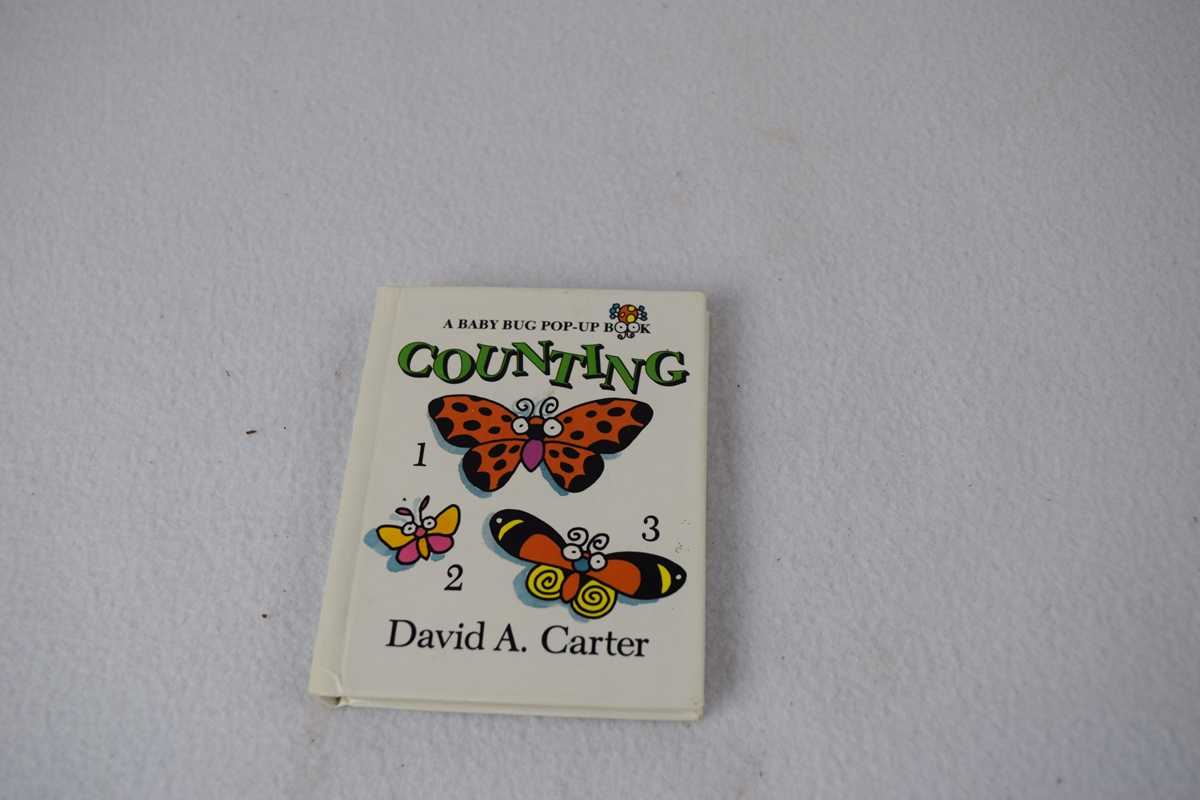 A BABY BUG POP-UP BOOK
COUNTING
1
3
2
David A. Carter